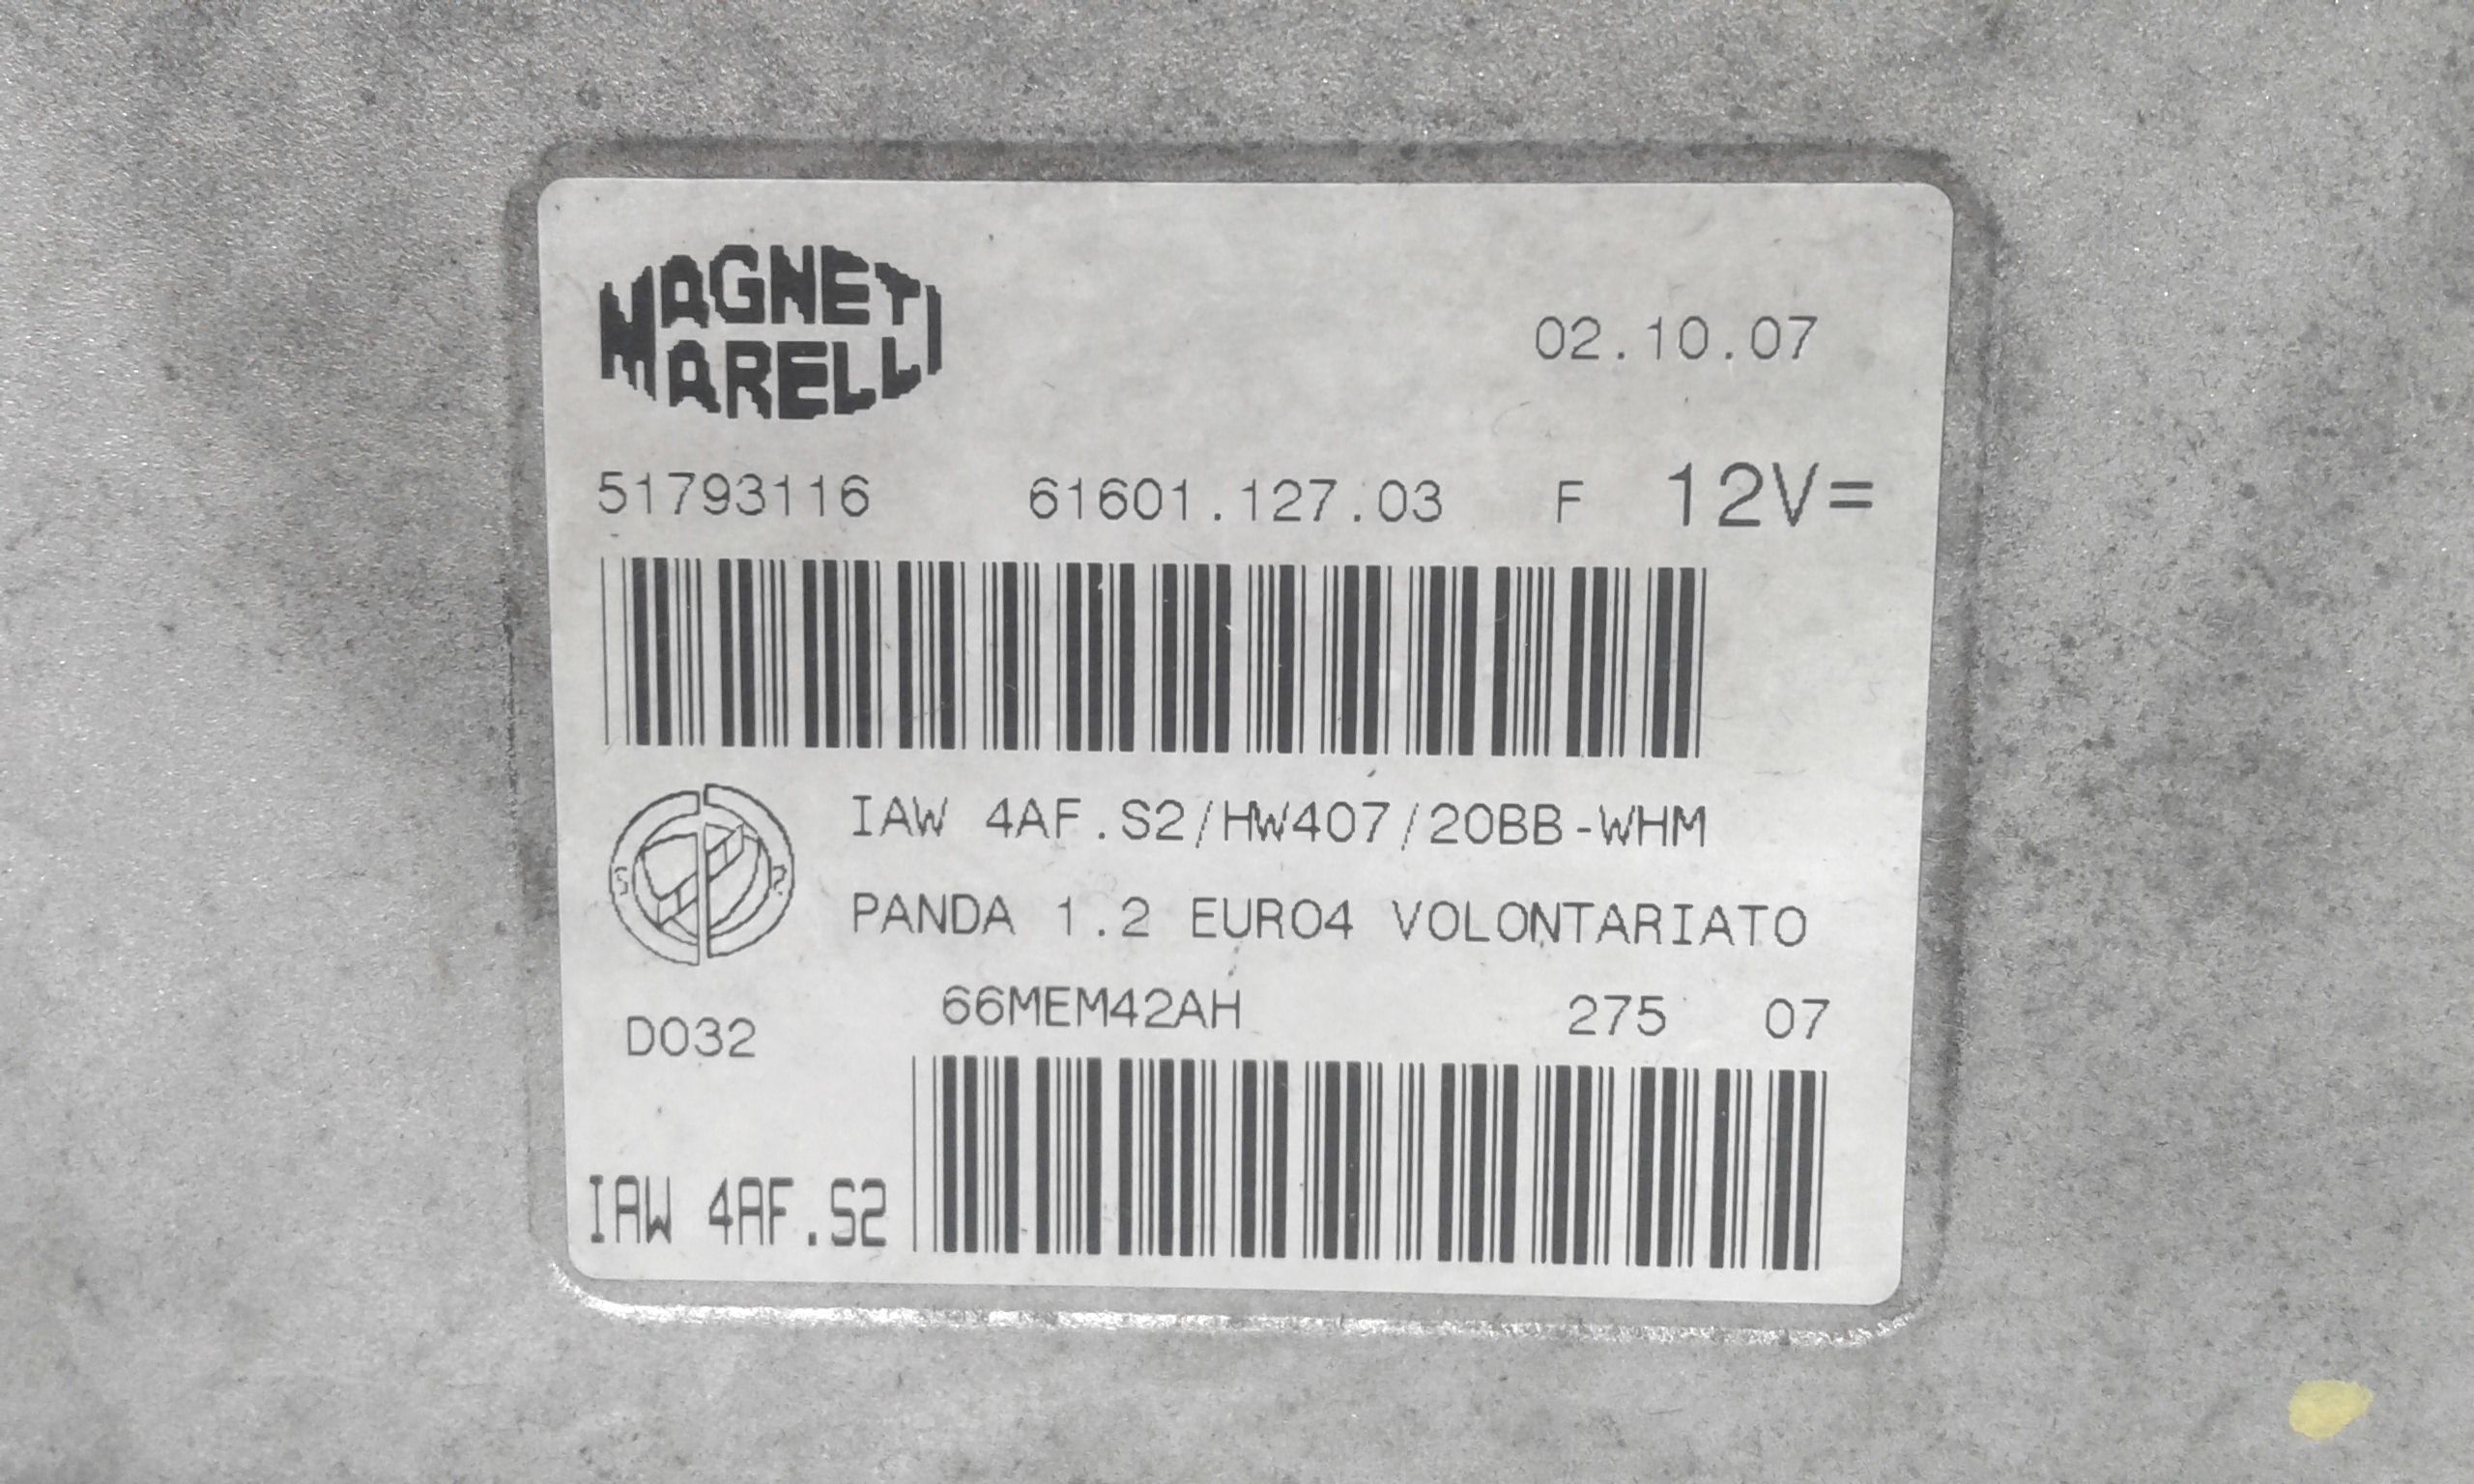 MAGNETI
MARELLI
02.10.07
51793116 61601.127.03 F 12V=
IAW 4AF.S2/HW407/20BB-WHM
PANDA 1.2 EURO4 VOLONTARIATO
66MEM42AH 275 07
D032
IAW 4AF.S2